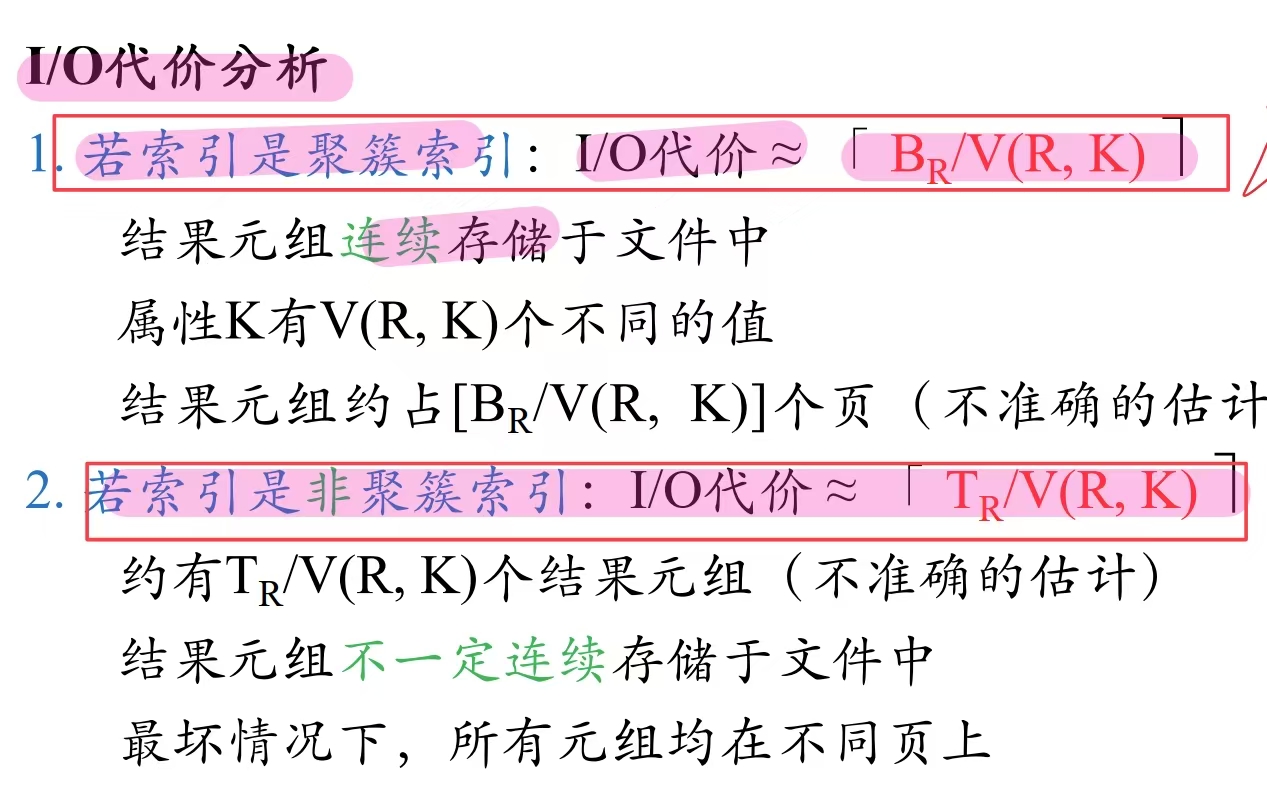 I/O代价分析
1. 若索引是聚簇索引：I/O代价≈「 B_R/V(R, K) ⌉
结果元组连续存储于文件中
属性K有V(R, K)个不同的值
结果元组约占[B_R/V(R, K)]个页（不准确的估计
2. 若索引是非聚簇索引：I/O代价≈「 T_R/V(R, K) ⌉
约有T_R/V(R, K)个结果元组（不准确的估计）
结果元组不一定连续存储于文件中
最坏情况下，所有元组均在不同页上